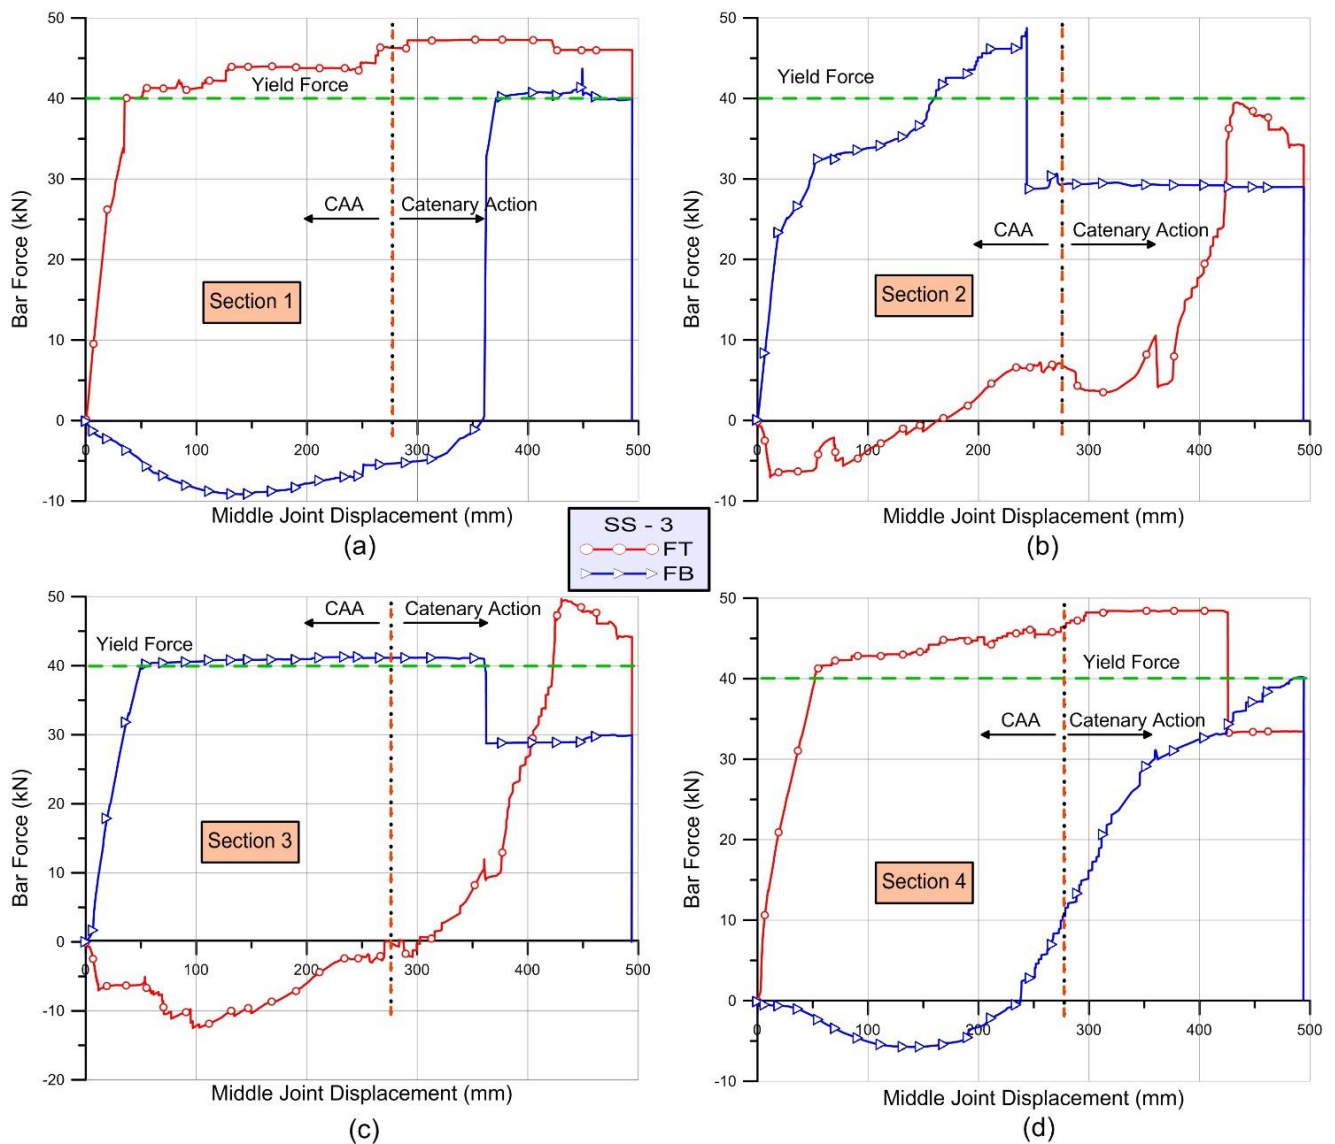 50
40
30
20
10
0
-10
Bar Force (kN)
Yield Force
CAA
Catenary Action
Section 1
0
100
200
300
400
500
Middle Joint Displacement (mm)
(a)
50
40
30
20
10
0
-10
Bar Force (kN)
Yield Force
CAA
Catenary Action
Section 2
0
100
200
300
400
500
Middle Joint Displacement (mm)
(b)
SS - 3
FT
FB
50
40
30
20
10
0
-10
-20
Bar Force (kN)
CAA
Catenary Action
Yield Force
Section 3
0
100
200
300
400
500
Middle Joint Displacement (mm)
(c)
50
40
30
20
10
0
-10
Bar Force (kN)
Yield Force
CAA
Catenary Action
Section 4
0
100
200
300
400
500
Middle Joint Displacement (mm)
(d)